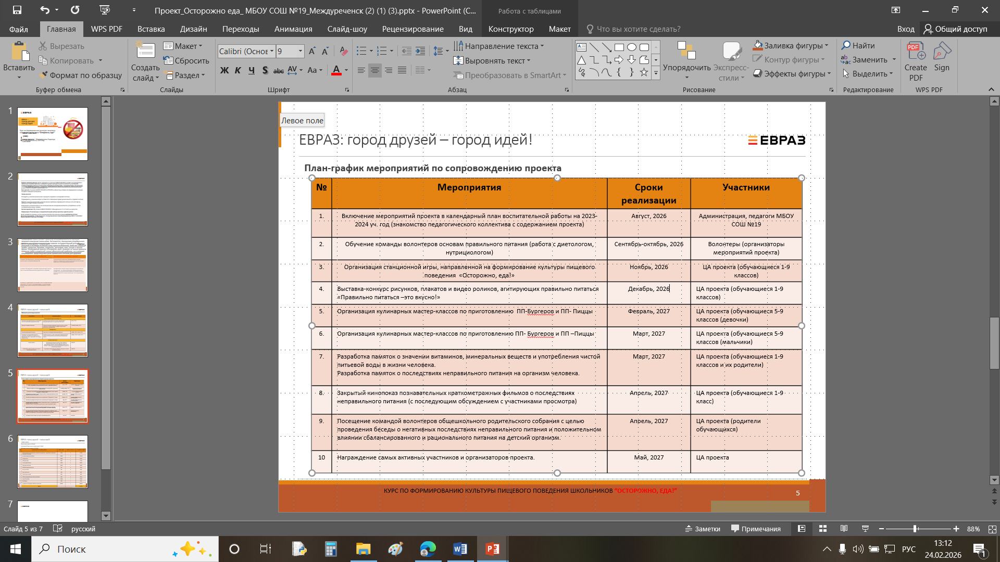 Проект_Осторожно еда_ МБОУ СОШ №19_Междуреченск (2) (1) (3).pptx - PowerPoint (С...
Работа с таблицами
Файл Главная WPS PDF Вставка Дизайн Переходы Анимация Слайд-шоу Рецензирование Вид Конструктор Макет Что вы хотите сделать? Вход Общий доступ
Вставить
Вырезать
Копировать
Формат по образцу
Буфер обмена
Создать слайд
Макет
Сбросить
Раздел
Слайды
Calibri (Основ 9
Ж К Ч S abc AV Aa A
Шрифт
Направление текста
Выровнять текст
Преобразовать в SmartArt
Абзац
Упорядочить
Экспресс-стили
Заливка фигуры
Контур фигуры
Эффекты фигуры
Рисование
Найти
Заменить
Выделить
Редактирование
Create PDF
Sign
WPS PDF
1
2
3
4
5
6
7
Левое поле
ЕВРАЗ: город друзей – город идей!
ЕВРАЗ
План-график мероприятий по сопровождению проекта
№ Мероприятия Сроки реализации Участники
1. Включение мероприятий проекта в календарный план воспитательной работы на 2023-
2024 уч. год (знакомство педагогического коллектива с содержанием проекта)
Август, 2026
Администрация, педагоги МБОУ
СОШ №19
2. Обучение команды волонтеров основам правильного питания (работа с диетологом,
нутрициологом)
Сентябрь-октябрь, 2026
Волонтеры (организаторы
мероприятий проекта)
3. Организация станционной игры, направленной на формирование культуры пищевого
поведения «Осторожно, еда!»
Ноябрь, 2026
ЦА проекта (обучающиеся 1-9
классов)
4. Выставка-конкурс рисунков, плакатов и видео роликов, агитирующих правильно питаться
«Правильно питаться –это вкусно!»
Декабрь, 2026
ЦА проекта (обучающиеся 1-9
классов)
5. Организация кулинарных мастер-классов по приготовлению ПП-Бургеров и ПП- Пиццы
Февраль, 2027
ЦА проекта (обучающиеся 5-9
классов (девочки)
6. Организация кулинарных мастер-классов по приготовлению ПП- Бургеров и ПП –Пиццы
Март, 2027
ЦА проекта (обучающиеся 5-9
классов (мальчики)
7. Разработка памяток о значении витаминов, минеральных веществ и употребления чистой
питьевой воды в жизни человека.
Разработка памяток о последствиях неправильного питания на организм человека.
Март, 2027
ЦА проекта (обучающиеся 1-9
классов и их родители)
8. Закрытый кинопоказ познавательных краткометражных фильмов о последствиях
неправильного питания (с последующим обсуждением с участниками просмотра)
Апрель, 2027
ЦА проекта (обучающиеся 1-9
класс)
9. Посещение командой волонтеров общешкольного родительского собрания с целью
проведения беседы о негативных последствиях неправильного питания и положительном
влиянии сбалансированного и рационального питания на детский организм.
Апрель, 2027
ЦА проекта (родители
обучающихся)
10 Награждение самых активных участников и организаторов проекта.
Май, 2027
ЦА проекта
КУРС ПО ФОРМИРОВАНИЮ КУЛЬТУРЫ ПИЩЕВОГО ПОВЕДЕНИЯ ШКОЛЬНИКОВ "ОСТОРОЖНО, ЕДА!"
5
Слайд 5 из 7 русский Заметки Примечания 88%
Поиск
РУС
13:12
24.02.2026
1